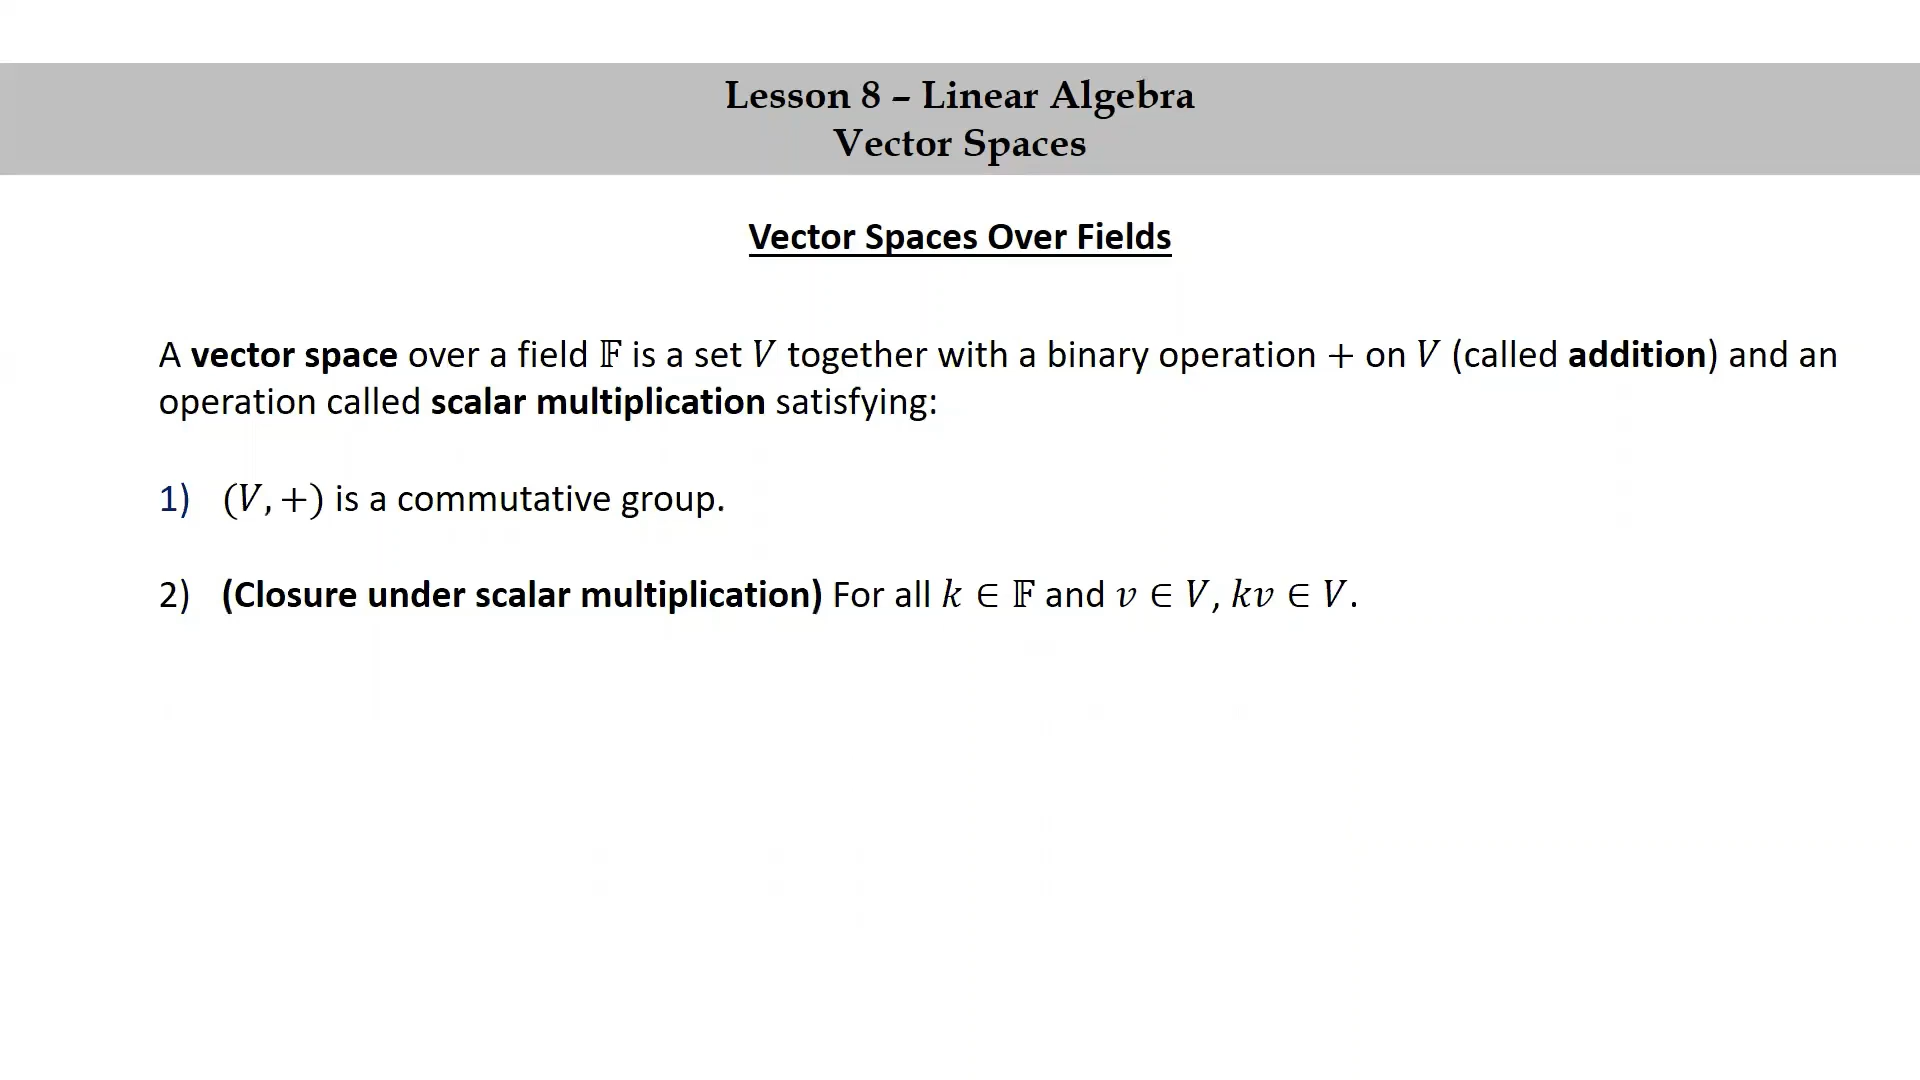 Lesson 8 – Linear Algebra
Vector Spaces
Vector Spaces Over Fields
A vector space over a field 𝔽 is a set 𝑉 together with a binary operation + on 𝑉 (called addition) and an
operation called scalar multiplication satisfying:
1) (𝑉, +) is a commutative group.
2) (Closure under scalar multiplication) For all 𝑘 ∈ 𝔽 and 𝑣 ∈ 𝑉, 𝑘𝑣 ∈ 𝑉.